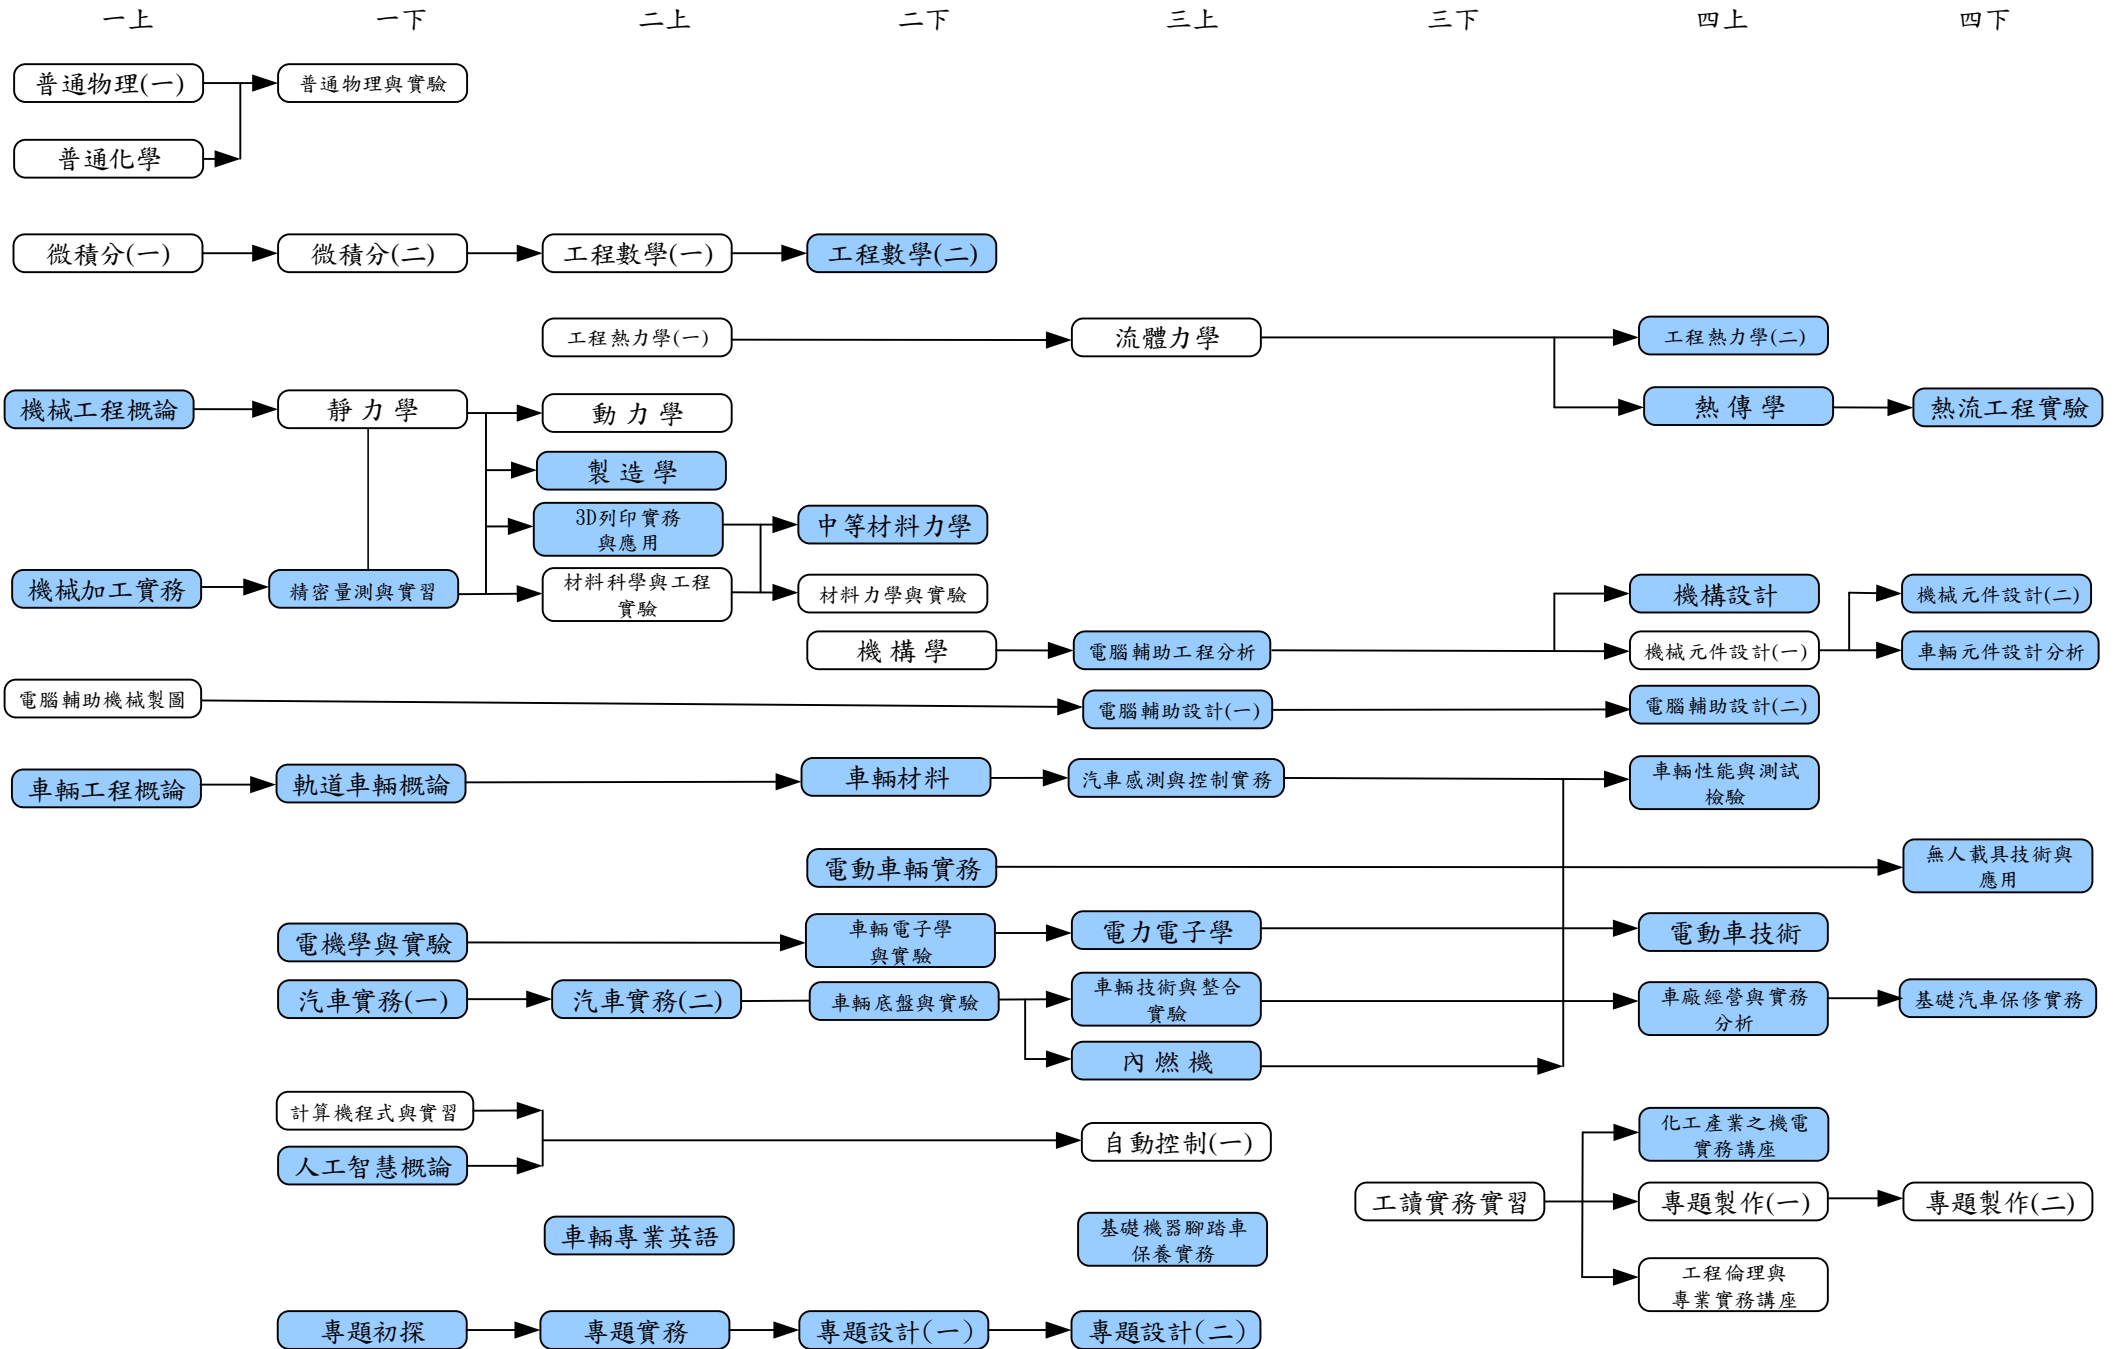 一上 一下 二上 二下 三上 三下 四上 四下
普通物理(一) 普通物理與實驗
普通化學
微積分(一) 微積分(二) 工程數學(一) 工程數學(二)
工程熱力學(一) 流體力學 工程熱力學(二)
機械工程概論 靜力學 動力學 熱傳學 熱流工程實驗
製造學
3D列印實務
與應用
中等材料力學
機械加工實務 精密量測與實習
材料科學與工程
實驗
材料力學與實驗
機構設計 機械元件設計(二)
機構學 電腦輔助工程分析 機械元件設計(一) 車輛元件設計分析
電腦輔助機械製圖 電腦輔助設計(一) 電腦輔助設計(二)
車輛工程概論 軌道車輛概論 車輛材料 汽車感測與控制實務
車輛性能與測試
檢驗
電動車輛實務
無人載具技術與
應用
電機學與實驗
車輛電子學
與實驗
電力電子學 電動車技術
汽車實務(一) 汽車實務(二) 車輛底盤與實驗
車輛技術與整合
實驗
車廠經營與實務
分析
基礎汽車保修實務
內燃機
計算機程式與實習
人工智慧概論
自動控制(一)
化工產業之機電
實務講座
工讀實務實習 專題製作(一) 專題製作(二)
車輛專業英語
基礎機器腳踏車
保養實務
工程倫理與
專業實務講座
專題初探 專題實務 專題設計(一) 專題設計(二)